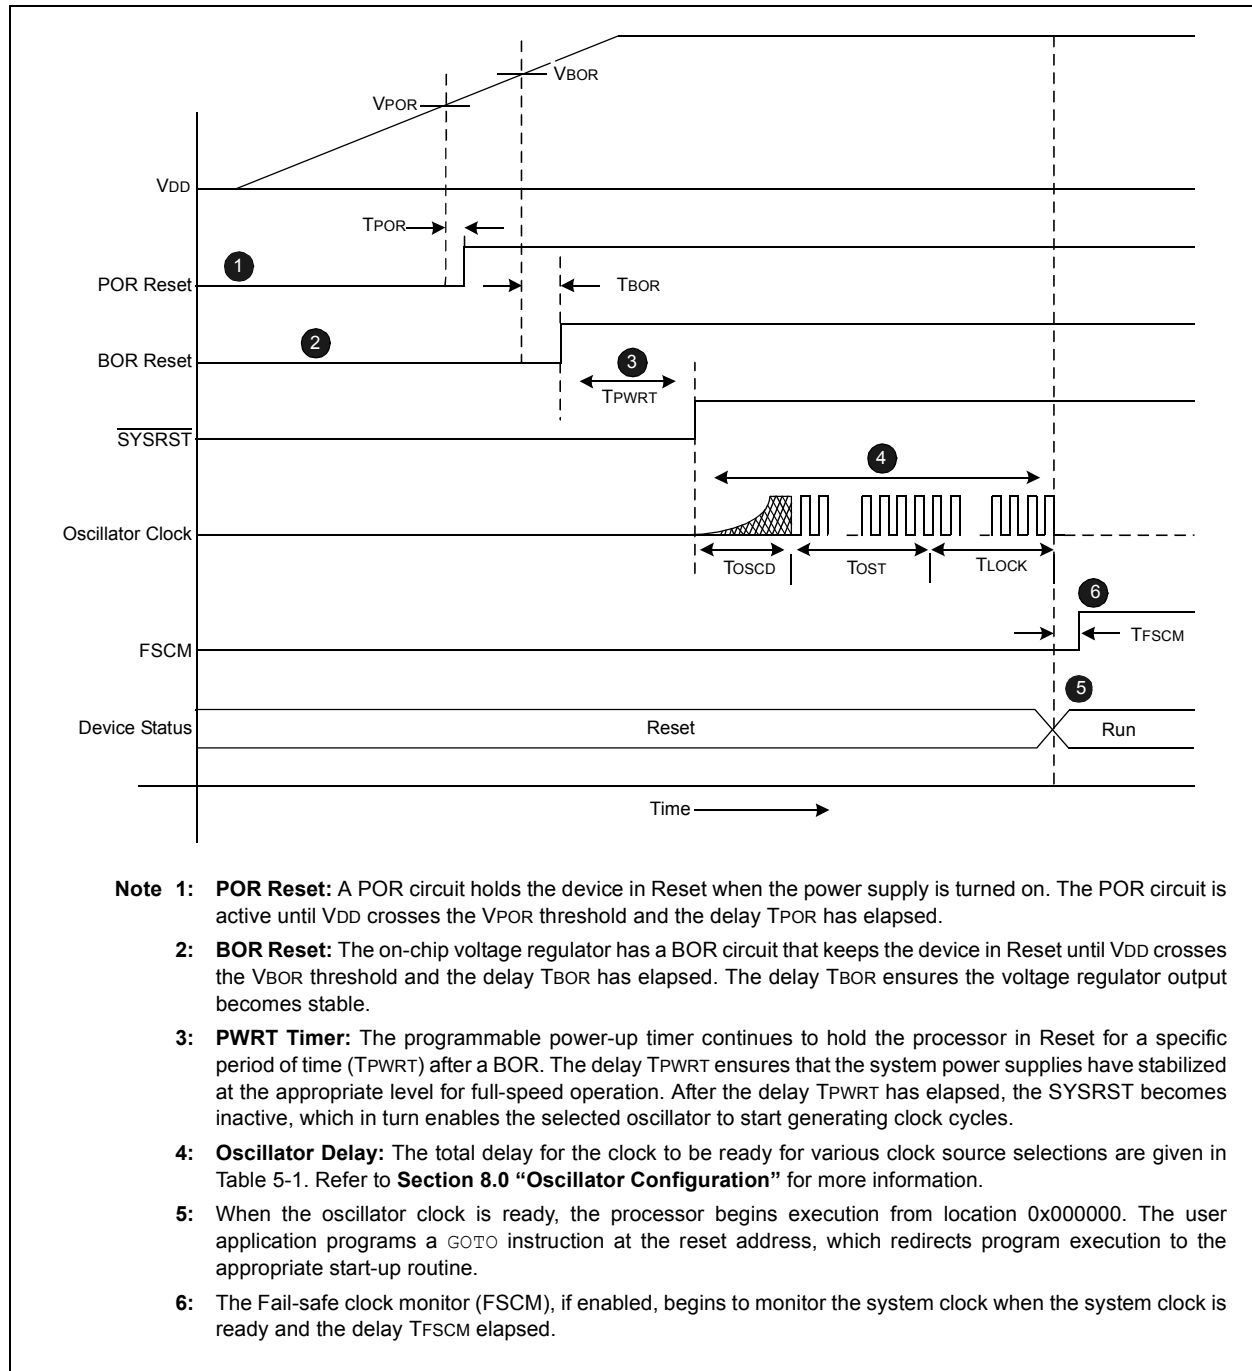 VBOR
VPOR
VDD
TPOR
1
POR Reset
TBOR
2
BOR Reset
3
TPWRT
SYSRST
4
Oscillator Clock
TOSCD
TOST
TLOCK
6
FSCM
TFSCM
5
Device Status
Reset
Run
Time
Note 1: POR Reset: A POR circuit holds the device in Reset when the power supply is turned on. The POR circuit is
active until VDD crosses the VPOR threshold and the delay TPOR has elapsed.
2: BOR Reset: The on-chip voltage regulator has a BOR circuit that keeps the device in Reset until VDD crosses
the VBOR threshold and the delay TBOR has elapsed. The delay TBOR ensures the voltage regulator output
becomes stable.
3: PWRT Timer: The programmable power-up timer continues to hold the processor in Reset for a specific
period of time (TPWRT) after a BOR. The delay TPWRT ensures that the system power supplies have stabilized
at the appropriate level for full-speed operation. After the delay TPWRT has elapsed, the SYSRST becomes
inactive, which in turn enables the selected oscillator to start generating clock cycles.
4: Oscillator Delay: The total delay for the clock to be ready for various clock source selections are given in
Table 5-1. Refer to Section 8.0 “Oscillator Configuration” for more information.
5: When the oscillator clock is ready, the processor begins execution from location 0x000000. The user
application programs a GOTO instruction at the reset address, which redirects program execution to the
appropriate start-up routine.
6: The Fail-safe clock monitor (FSCM), if enabled, begins to monitor the system clock when the system clock is
ready and the delay TFSCM elapsed.